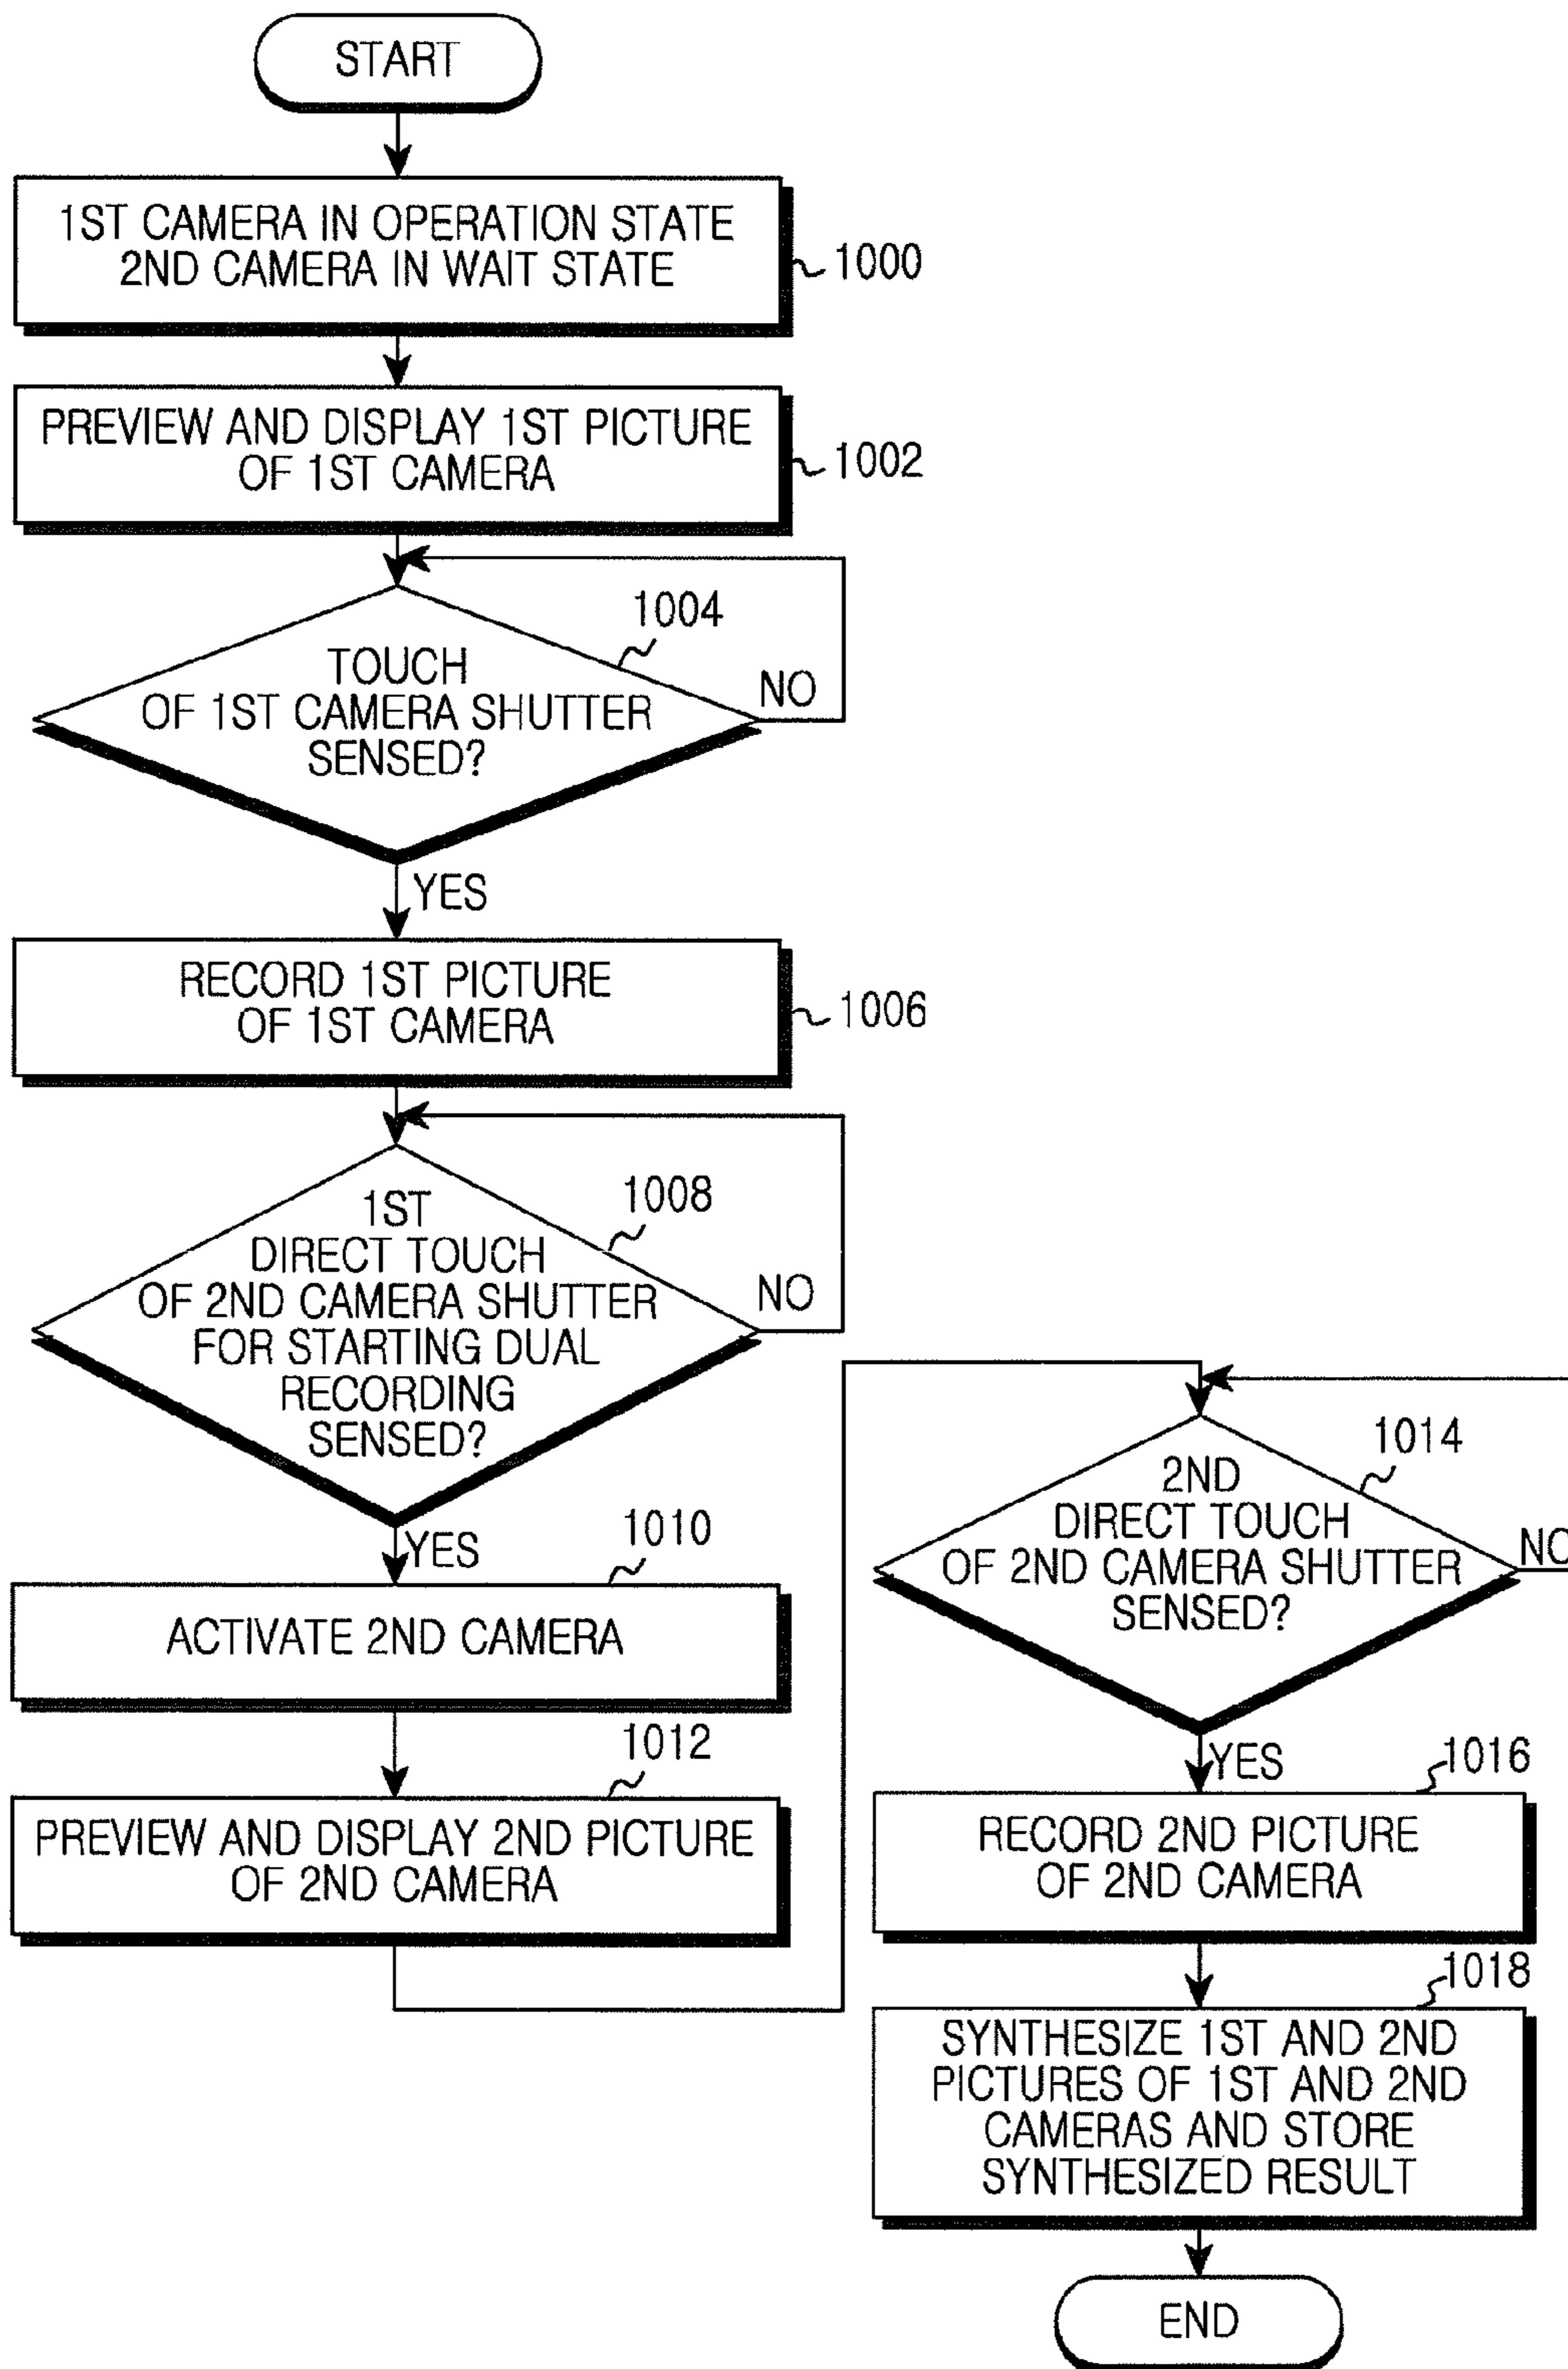 START
1ST CAMERA IN OPERATION STATE
2ND CAMERA IN WAIT STATE
1000
PREVIEW AND DISPLAY 1ST PICTURE
OF 1ST CAMERA
1002
1004
TOUCH
OF 1ST CAMERA SHUTTER
SENSED?
NO
YES
RECORD 1ST PICTURE
OF 1ST CAMERA
1006
1008
1ST
DIRECT TOUCH
OF 2ND CAMERA SHUTTER
FOR STARTING DUAL
RECORDING
SENSED?
NO
YES
1010
ACTIVATE 2ND CAMERA
1012
PREVIEW AND DISPLAY 2ND PICTURE
OF 2ND CAMERA
1014
2ND
DIRECT TOUCH
OF 2ND CAMERA SHUTTER
SENSED?
NO
YES
1016
RECORD 2ND PICTURE
OF 2ND CAMERA
1018
SYNTHESIZE 1ST AND 2ND
PICTURES OF 1ST AND 2ND
CAMERAS AND STORE
SYNTHESIZED RESULT
END